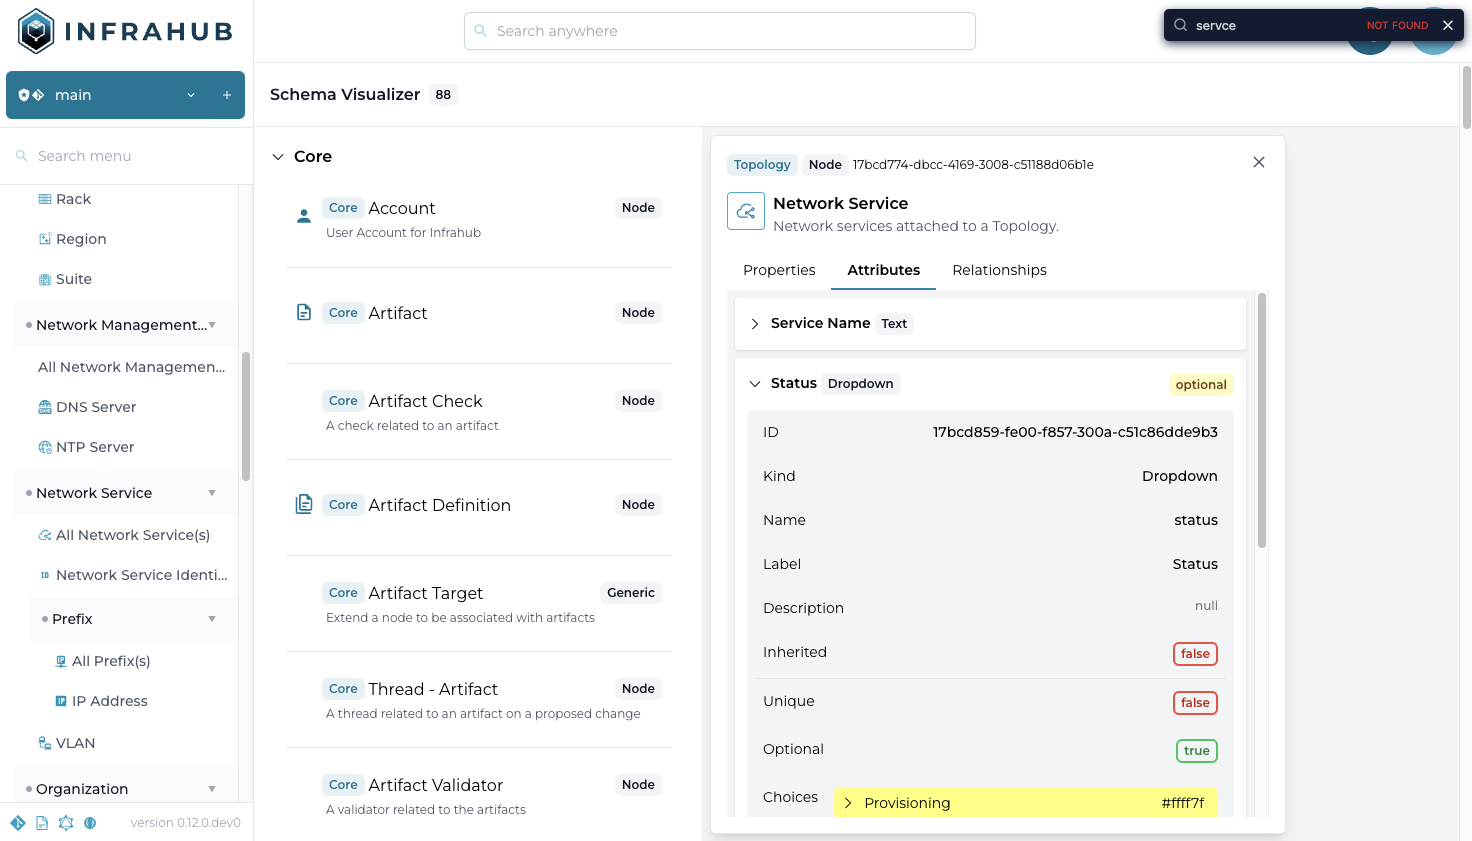 INFRAHUB
Search anywhere
servce
NOT FOUND
main
Schema Visualizer 88
Search menu
Rack
Region
Suite
Network Management...
All Network Managemen...
DNS Server
NTP Server
Network Service
All Network Service(s)
ID Network Service Identi...
Prefix
All Prefix(s)
IP IP Address
VLAN
Organization
version 0.12.0.dev0
Core
Core Account Node
User Account for Infrahub
Core Artifact Node
Core Artifact Check Node
A check related to an artifact
Core Artifact Definition Node
Core Artifact Target Generic
Extend a node to be associated with artifacts
Core Thread - Artifact Node
A thread related to an artifact on a proposed change
Core Artifact Validator Node
A validator related to the artifacts
Topology Node 17bcd774-dbcc-4169-3008-c51188d06b1e
Network Service
Network services attached to a Topology.
Properties Attributes Relationships
Service Name Text
Status Dropdown optional
ID 17bcd859-fe00-f857-300a-c51c86dde9b3
Kind Dropdown
Name status
Label Status
Description null
Inherited false
Unique false
Optional true
Choices Provisioning #ffff7f